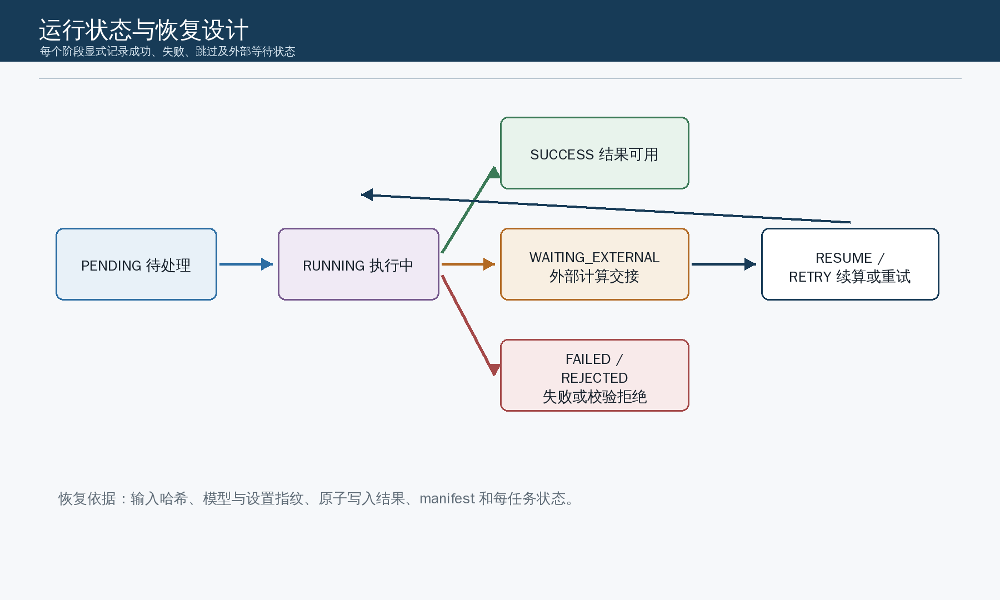 运行状态与恢复设计
每个阶段显式记录成功、失败、跳过及外部等待状态
SUCCESS 结果可用
PENDING 待处理
RUNNING 执行中
WAITING_EXTERNAL
外部计算交接
RESUME /
RETRY 续算或重试
FAILED /
REJECTED
失败或校验拒绝
恢复依据：输入哈希、模型与设置指纹、原子写入结果、manifest 和每任务状态。